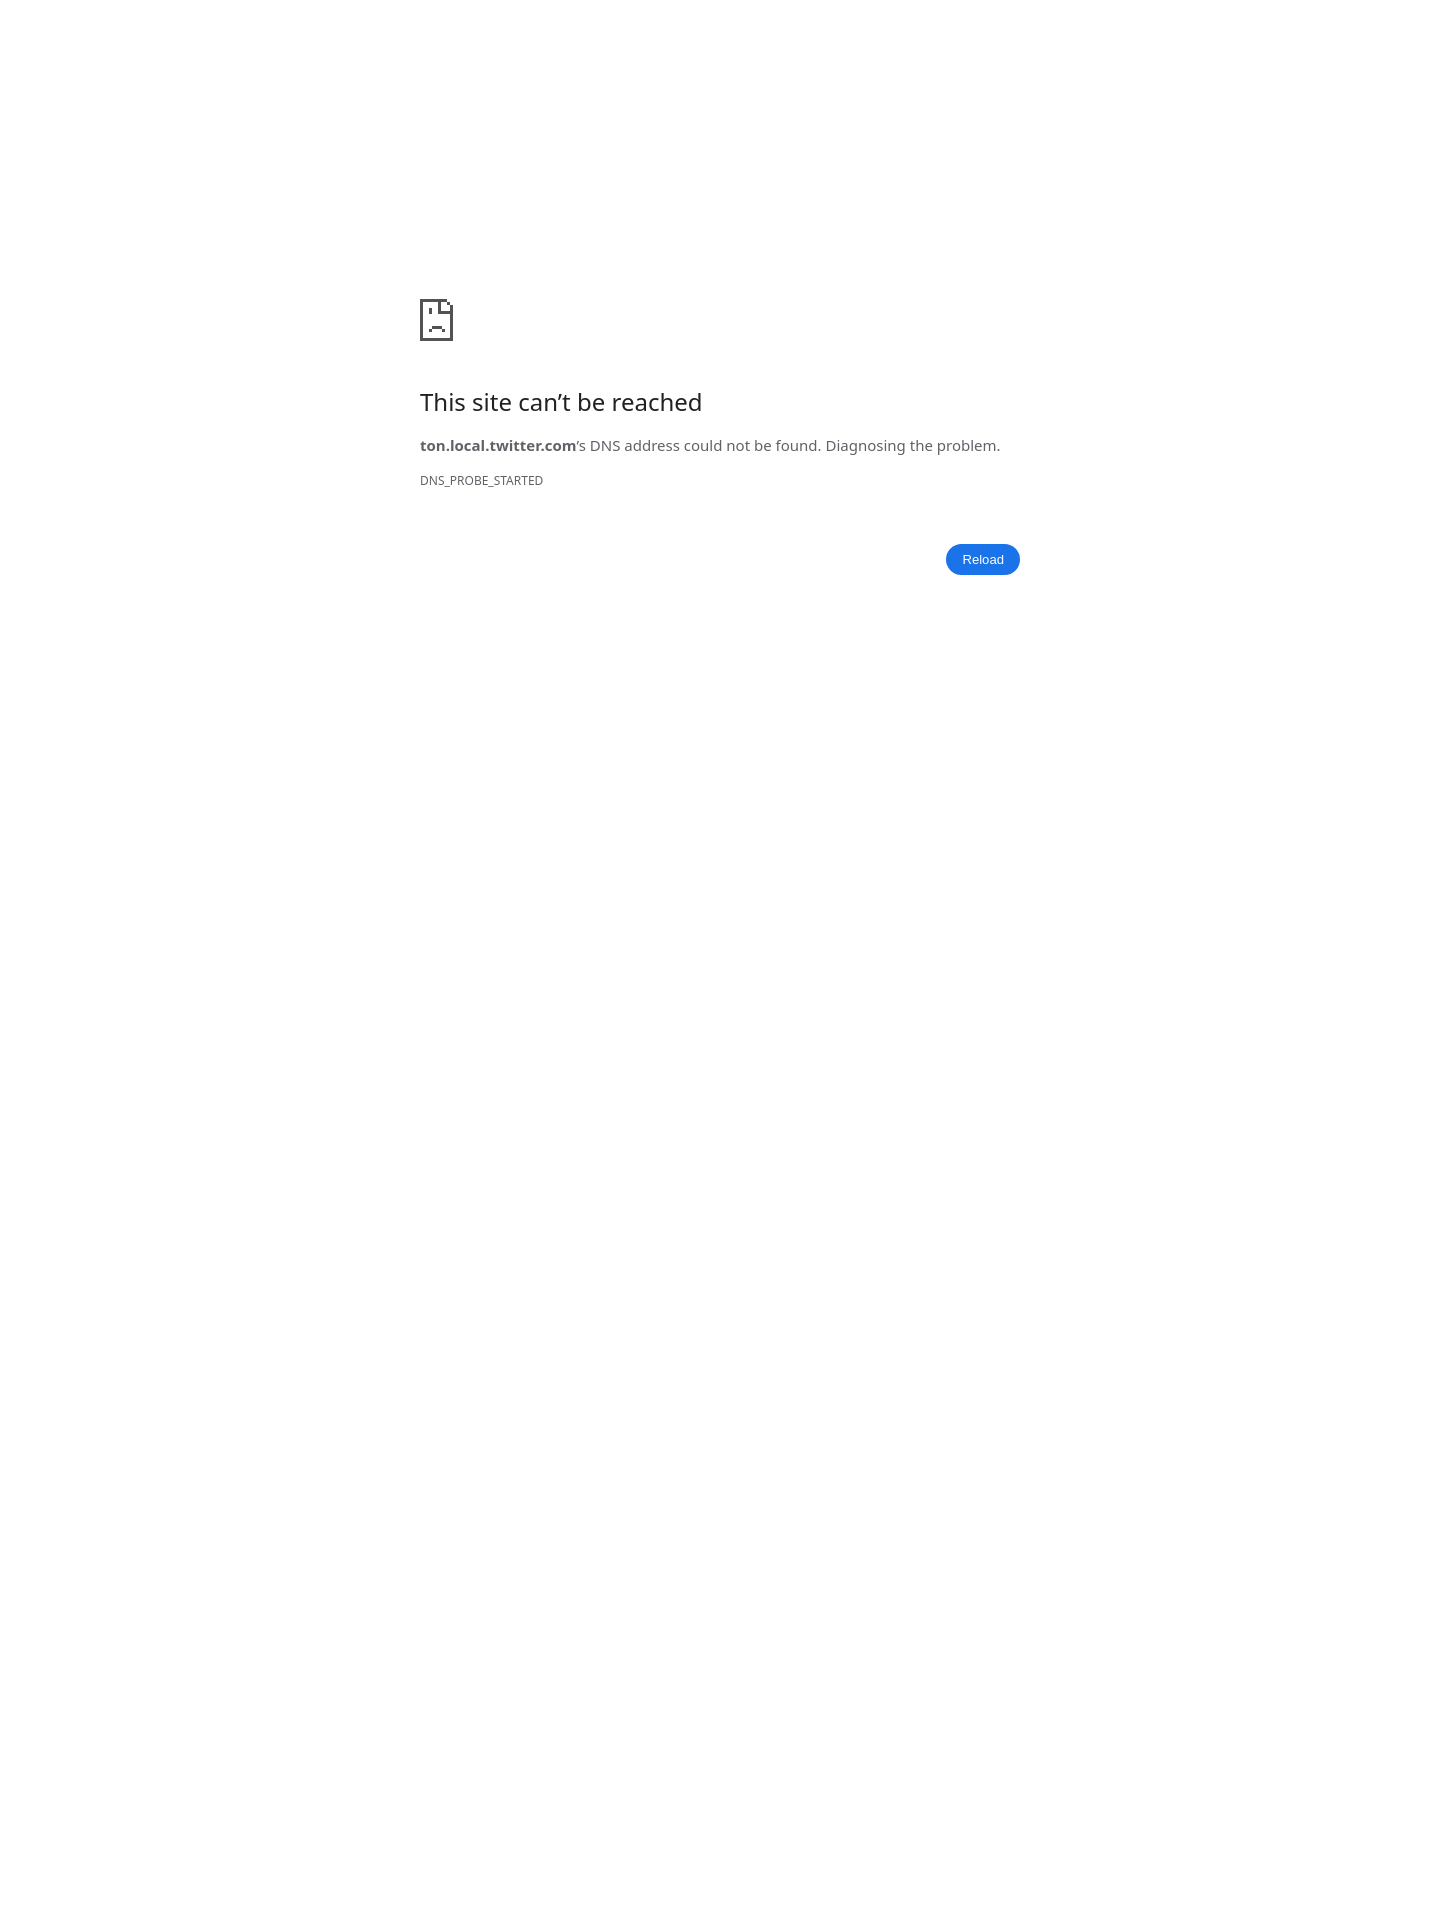 This site can’t be reached
ton.local.twitter.com’s DNS address could not be found. Diagnosing the problem.
DNS_PROBE_STARTED
Reload